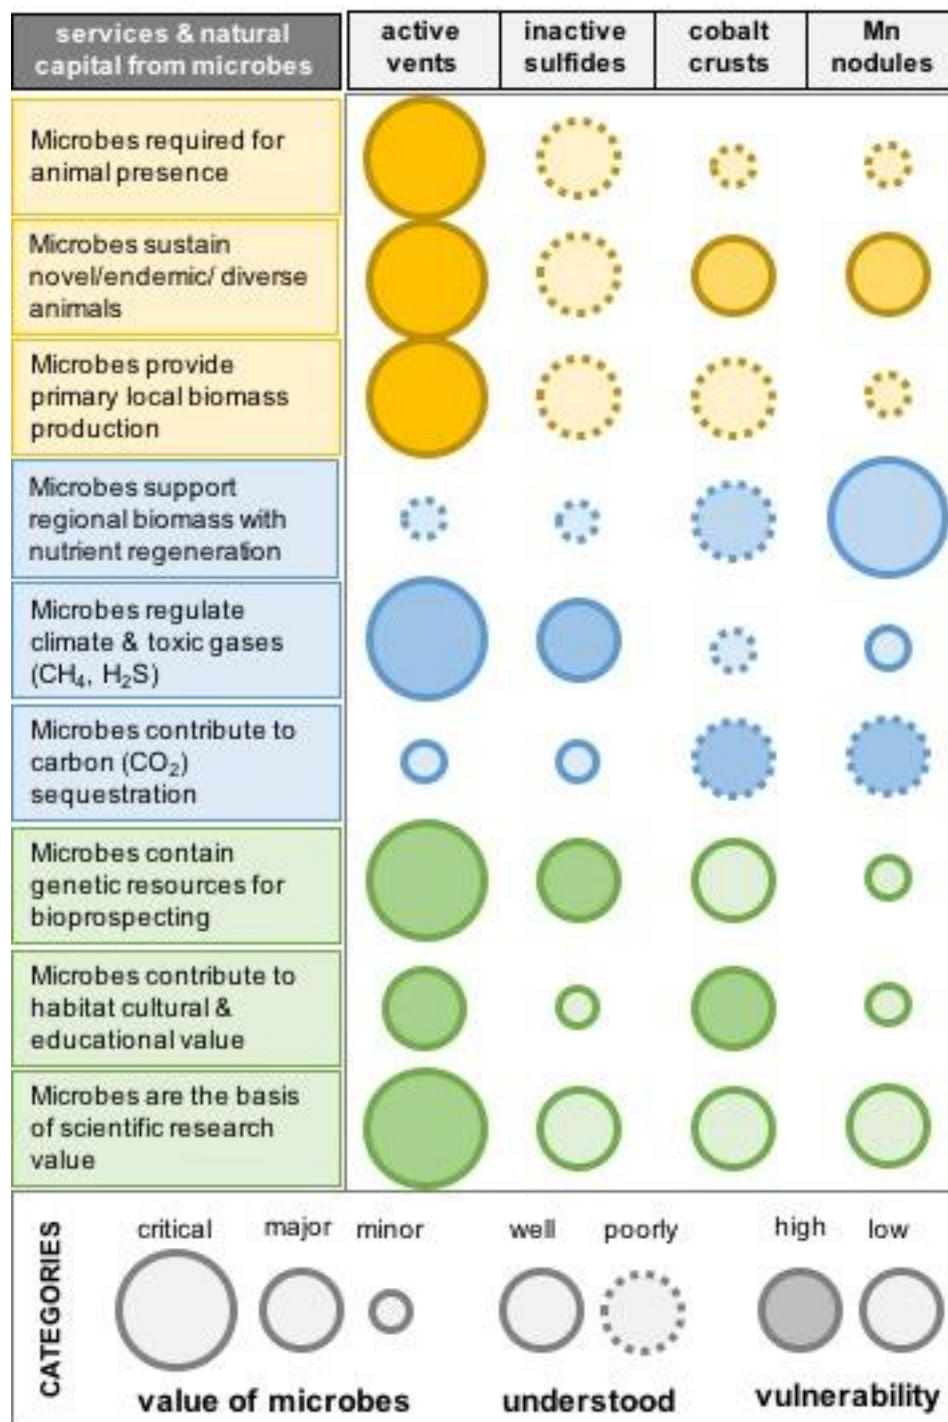 services & natural
capital from microbes
active
vents
inactive
sulfides
cobalt
crusts
Mn
nodules
Microbes required for
animal presence
Microbes sustain
novel/endemic/ diverse
animals
Microbes provide
primary local biomass
production
Microbes support
regional biomass with
nutrient regeneration
Microbes regulate
climate & toxic gases
(CH₄, H₂S)
Microbes contribute to
carbon (CO₂)
sequestration
Microbes contain
genetic resources for
bioprospecting
Microbes contribute to
habitat cultural &
educational value
Microbes are the basis
of scientific research
value
CATEGORIES
critical
major
minor
value of microbes
well
poorly
understood
high
low
vulnerability